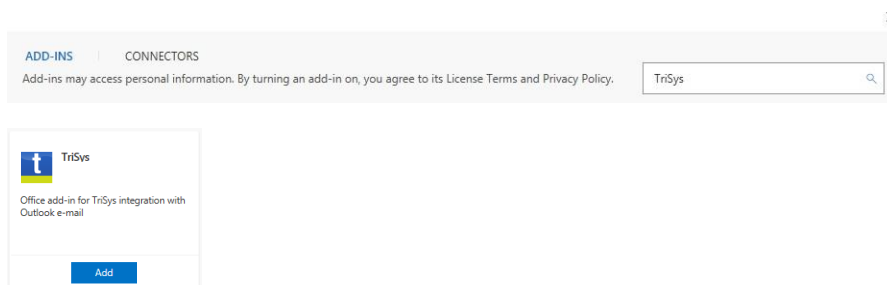 ADD-INS CONNECTORS
Add-ins may access personal information. By turning an add-in on, you agree to its License Terms and Privacy Policy.
TriSys
t
TriSys
Office add-in for TriSys integration with
Outlook e-mail
Add